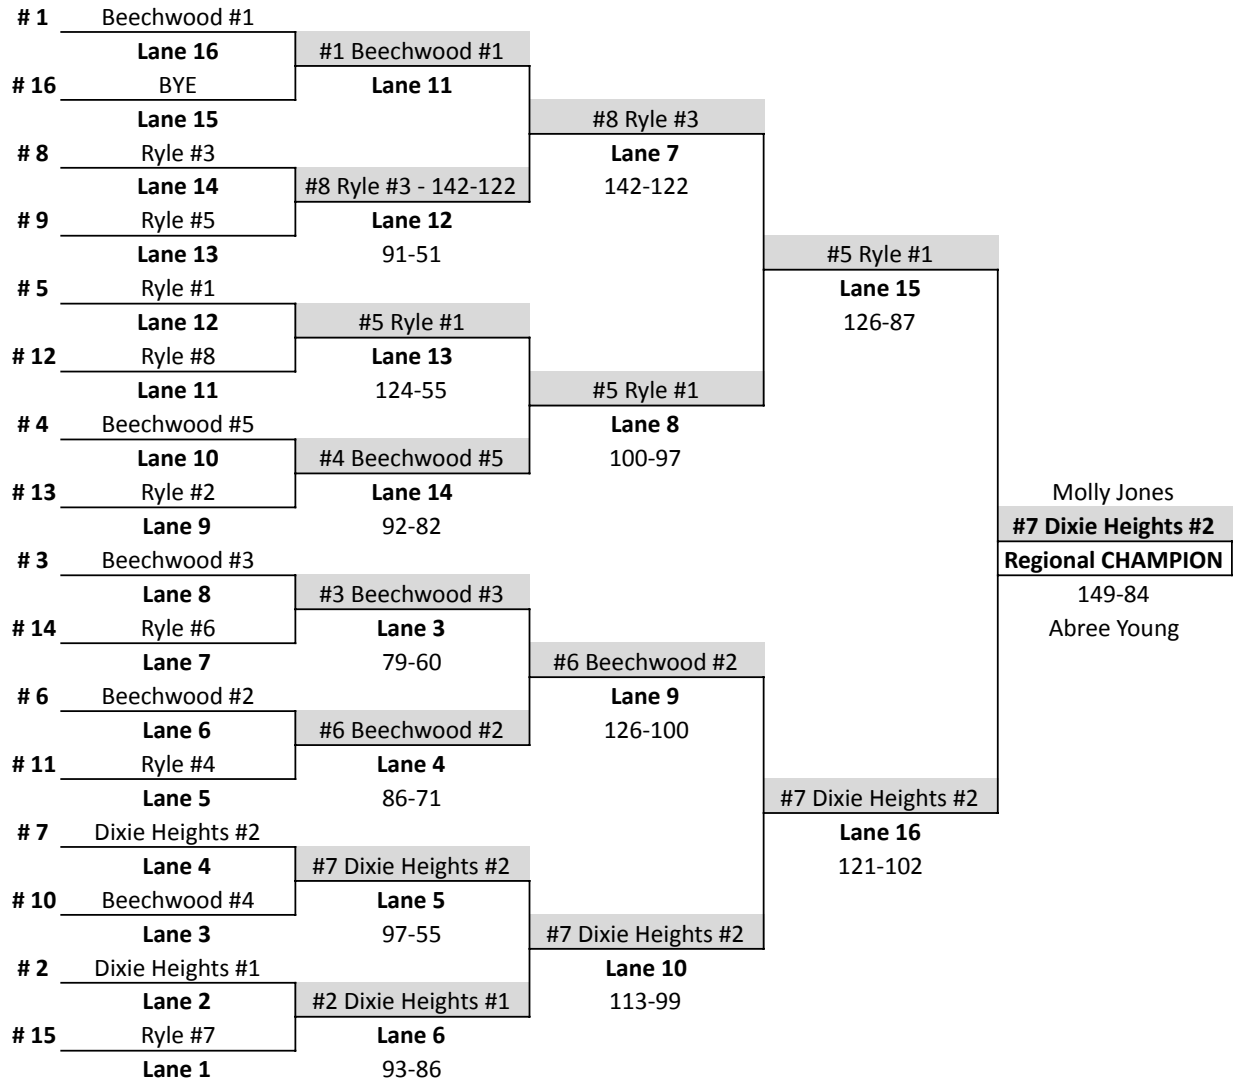 # 1 Beechwood #1
Lane 16 #1 Beechwood #1
# 16 BYE Lane 11
Lane 15 #8 Ryle #3
# 8 Ryle #3 Lane 7
Lane 14 #8 Ryle #3 - 142-122 142-122
# 9 Ryle #5 Lane 12
Lane 13 91-51 #5 Ryle #1
# 5 Ryle #1 Lane 15
Lane 12 #5 Ryle #1 126-87
# 12 Ryle #8 Lane 13
Lane 11 124-55 #5 Ryle #1
# 4 Beechwood #5 Lane 8
Lane 10 #4 Beechwood #5 100-97
# 13 Ryle #2 Lane 14 Molly Jones
Lane 9 92-82 #7 Dixie Heights #2
# 3 Beechwood #3 Regional CHAMPION
Lane 8 #3 Beechwood #3 149-84
# 14 Ryle #6 Lane 3 Abree Young
Lane 7 79-60 #6 Beechwood #2
# 6 Beechwood #2 Lane 9
Lane 6 #6 Beechwood #2 126-100
# 11 Ryle #4 Lane 4
Lane 5 86-71 #7 Dixie Heights #2
# 7 Dixie Heights #2 Lane 16
Lane 4 #7 Dixie Heights #2 121-102
# 10 Beechwood #4 Lane 5
Lane 3 97-55 #7 Dixie Heights #2
# 2 Dixie Heights #1 Lane 10
Lane 2 #2 Dixie Heights #1 113-99
# 15 Ryle #7 Lane 6
Lane 1 93-86